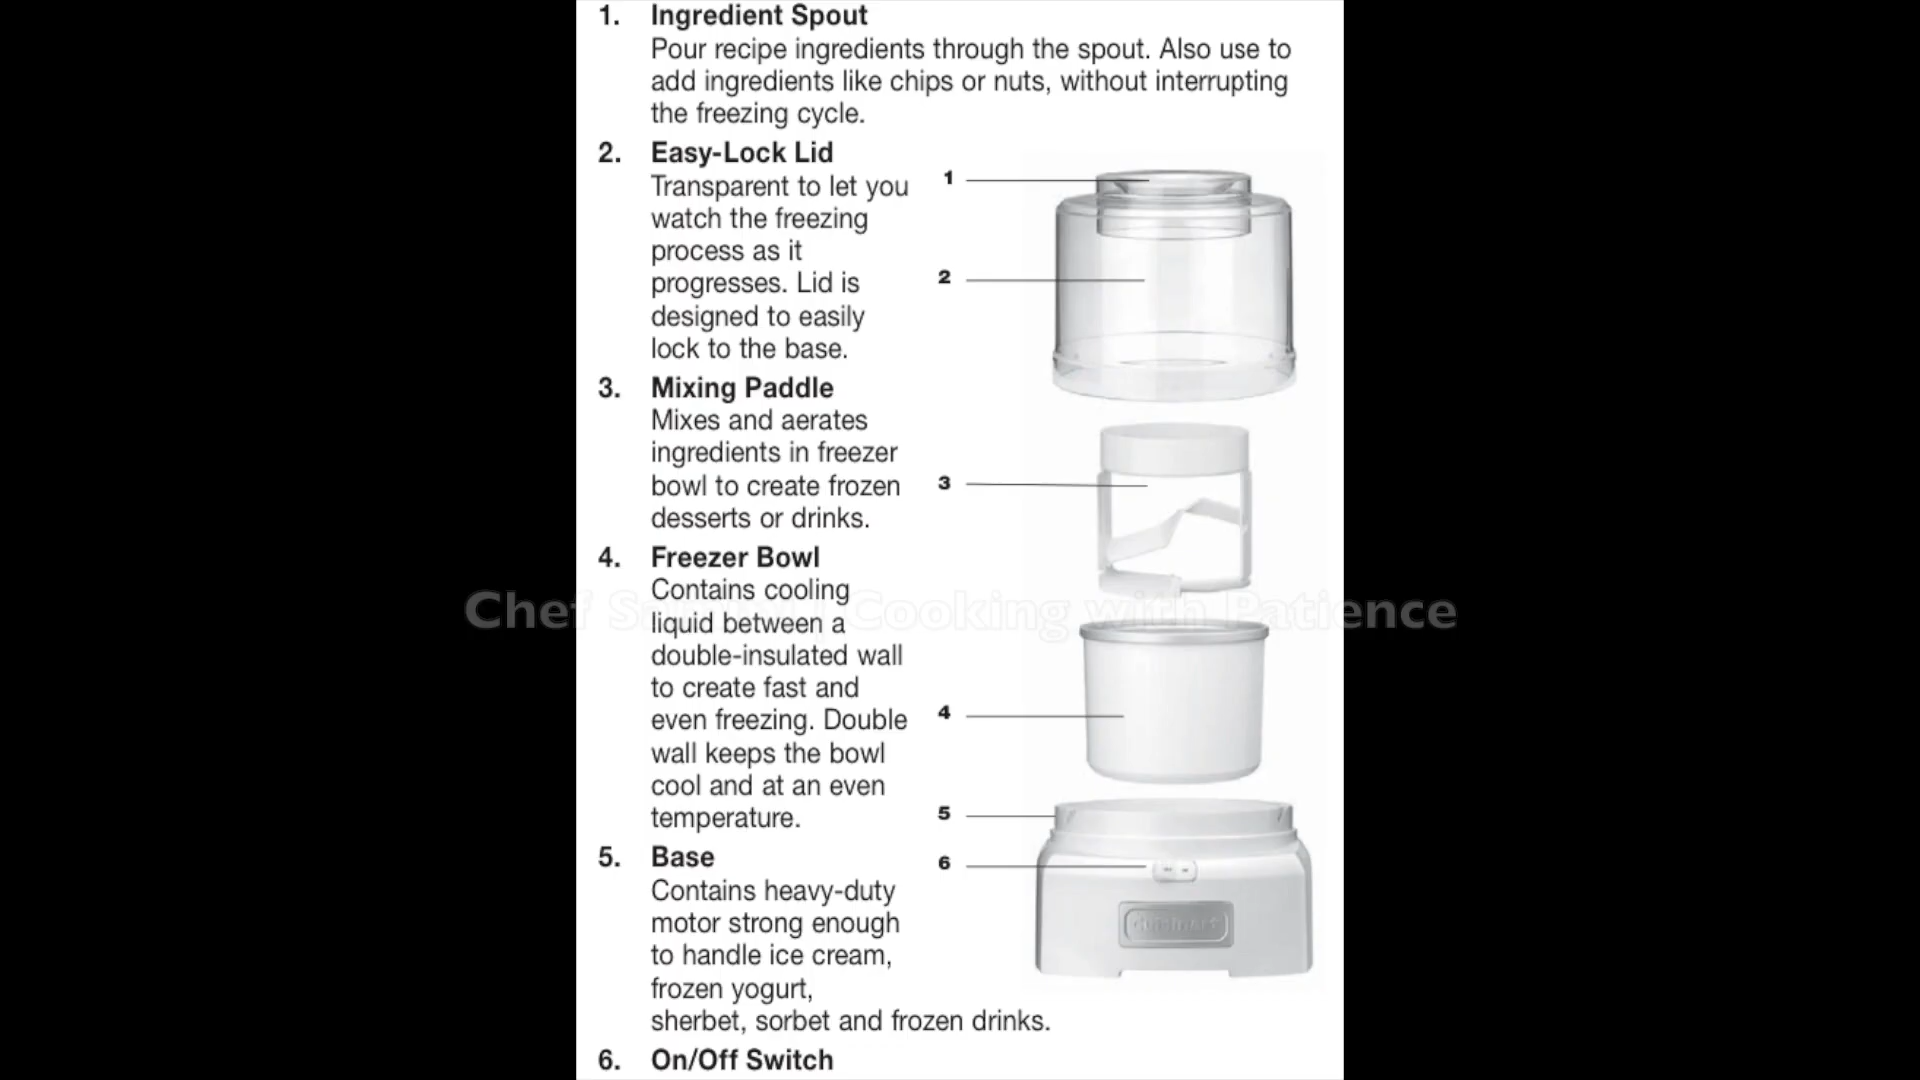 1. Ingredient Spout
Pour recipe ingredients through the spout. Also use to
add ingredients like chips or nuts, without interrupting
the freezing cycle.
2. Easy-Lock Lid
Transparent to let you
watch the freezing
process as it
progresses. Lid is
designed to easily
lock to the base.
3. Mixing Paddle
Mixes and aerates
ingredients in freezer
bowl to create frozen
desserts or drinks.
4. Freezer Bowl
Contains cooling
liquid between a
double-insulated wall
to create fast and
even freezing. Double
wall keeps the bowl
cool and at an even
temperature.
5. Base
Contains heavy-duty
motor strong enough
to handle ice cream,
frozen yogurt,
sherbet, sorbet and frozen drinks.
6. On/Off Switch
1
2
3
4
5
6
Cuisinart
Chef | Cooking with Patience